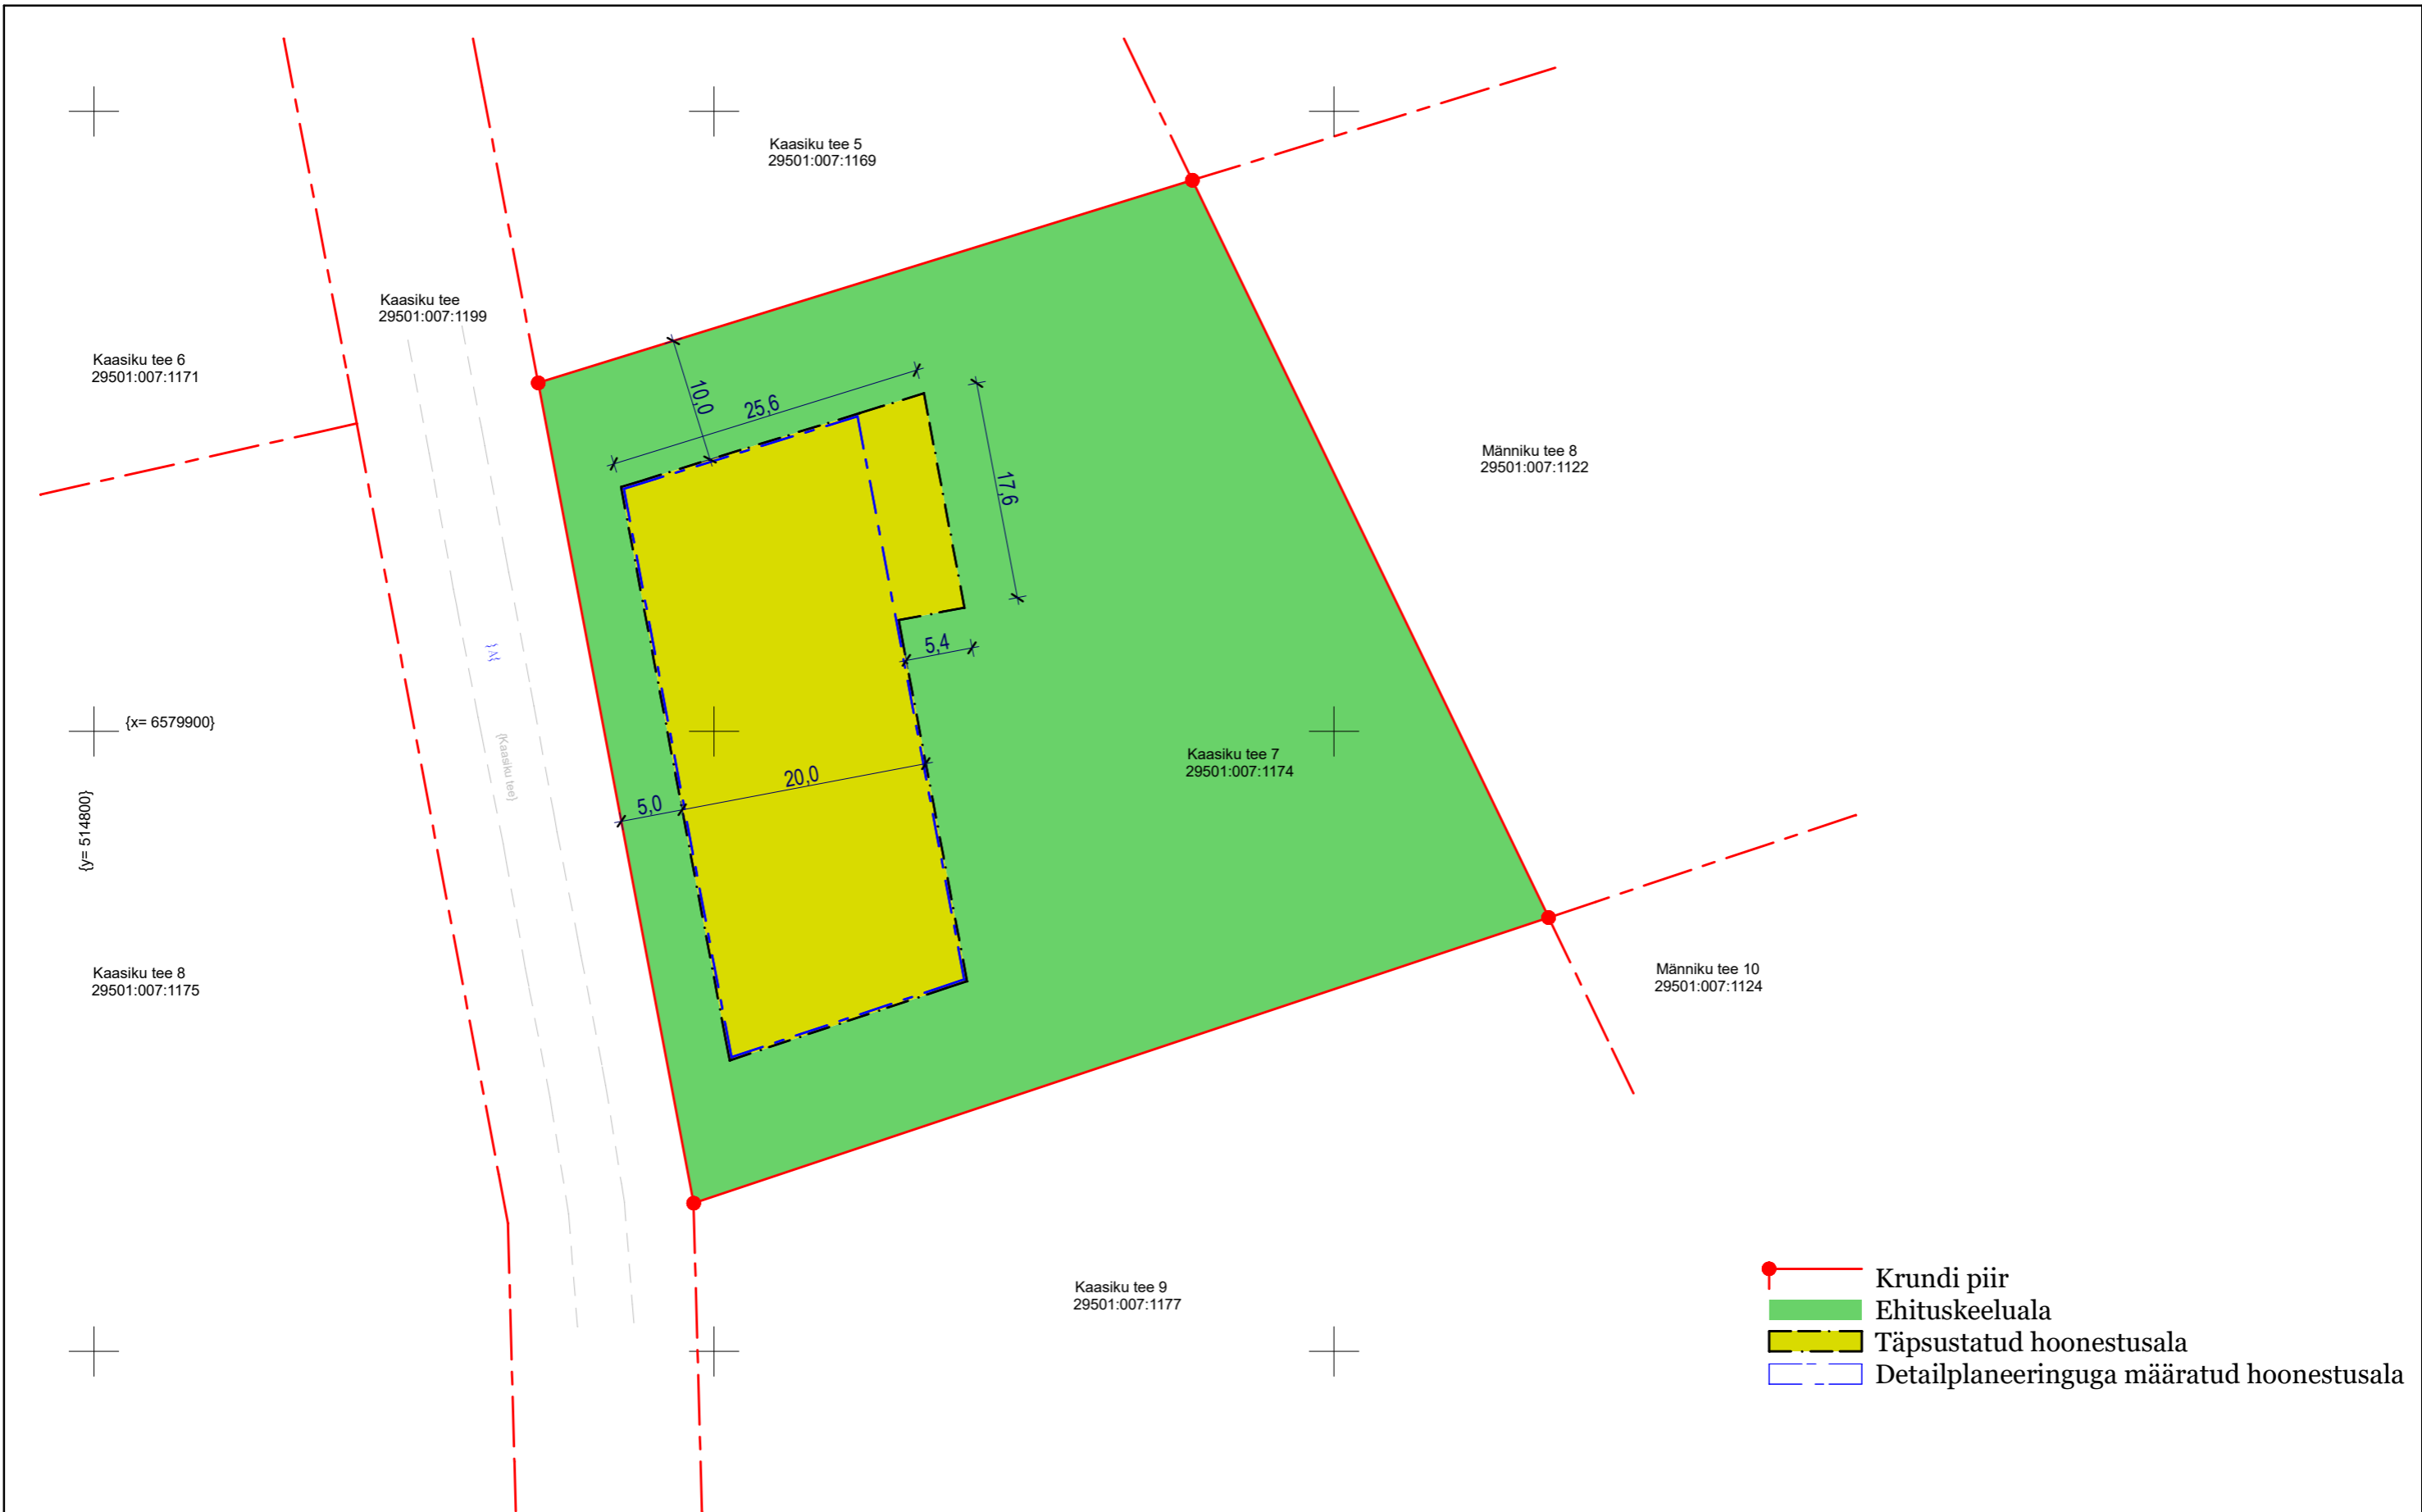 Kaasiku tee 5
29501:007:1169
Kaasiku tee
29501:007:1199
Kaasiku tee 6
29501:007:1171
10,0
25,6
17,6
Männiku tee 8
29501:007:1122
}A{
5,4
{x= 6579900}
{Kaasiku tee}
Kaasiku tee 7
29501:007:1174
20,0
5,0
{y= 514800}
Kaasiku tee 8
29501:007:1175
Männiku tee 10
29501:007:1124
Kaasiku tee 9
29501:007:1177
Krundi piir
Ehituskeeluala
Täpsustatud hoonestusala
Detailplaneeringuga määratud hoonestusala